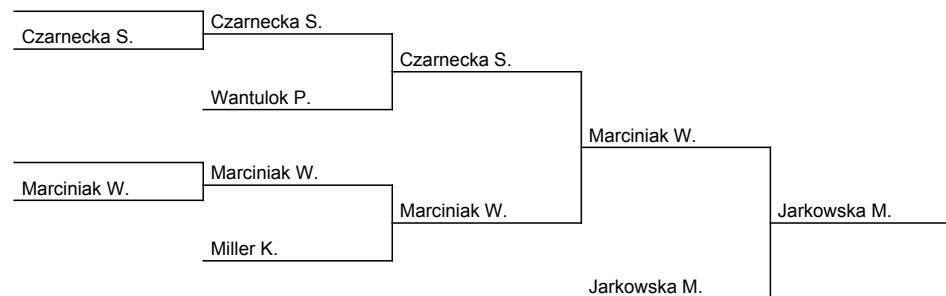 Czarnecka S.
Czarnecka S.
Czarnecka S.
Wantulok P.
Marciniak W.
Marciniak W.
Marciniak W.
Marciniak W.
Jarkowska M.
Miller K.
Jarkowska M.